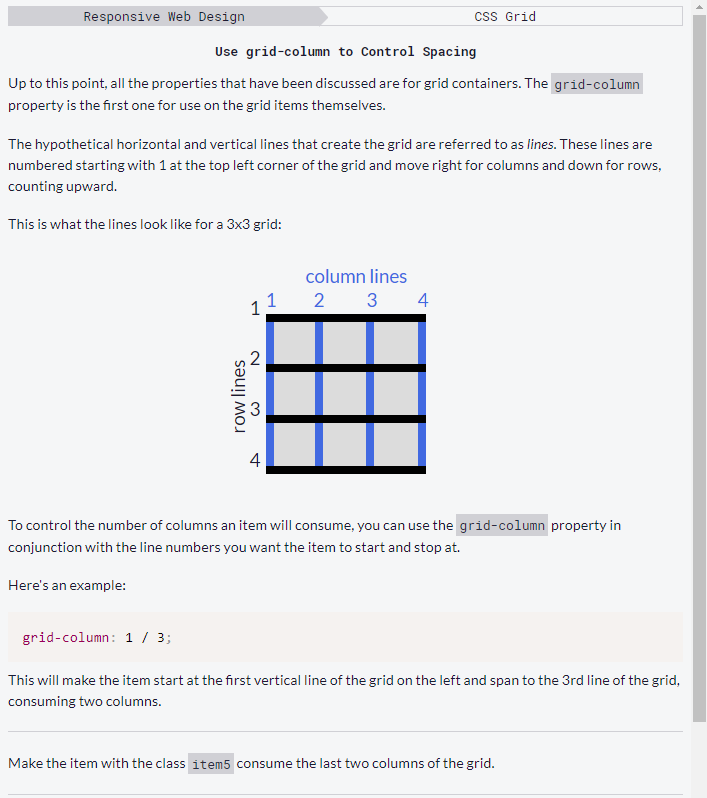 Responsive Web Design
CSS Grid
Use grid-column to Control Spacing
Up to this point, all the properties that have been discussed are for grid containers. The grid-column
property is the first one for use on the grid items themselves.
The hypothetical horizontal and vertical lines that create the grid are referred to as lines. These lines are
numbered starting with 1 at the top left corner of the grid and move right for columns and down for rows,
counting upward.
This is what the lines look like for a 3x3 grid:
column lines
1 2 3 4
1
2
3
4
row lines
To control the number of columns an item will consume, you can use the grid-column property in
conjunction with the line numbers you want the item to start and stop at.
Here's an example:
grid-column: 1 / 3;
This will make the item start at the first vertical line of the grid on the left and span to the 3rd line of the grid,
consuming two columns.
Make the item with the class item5 consume the last two columns of the grid.